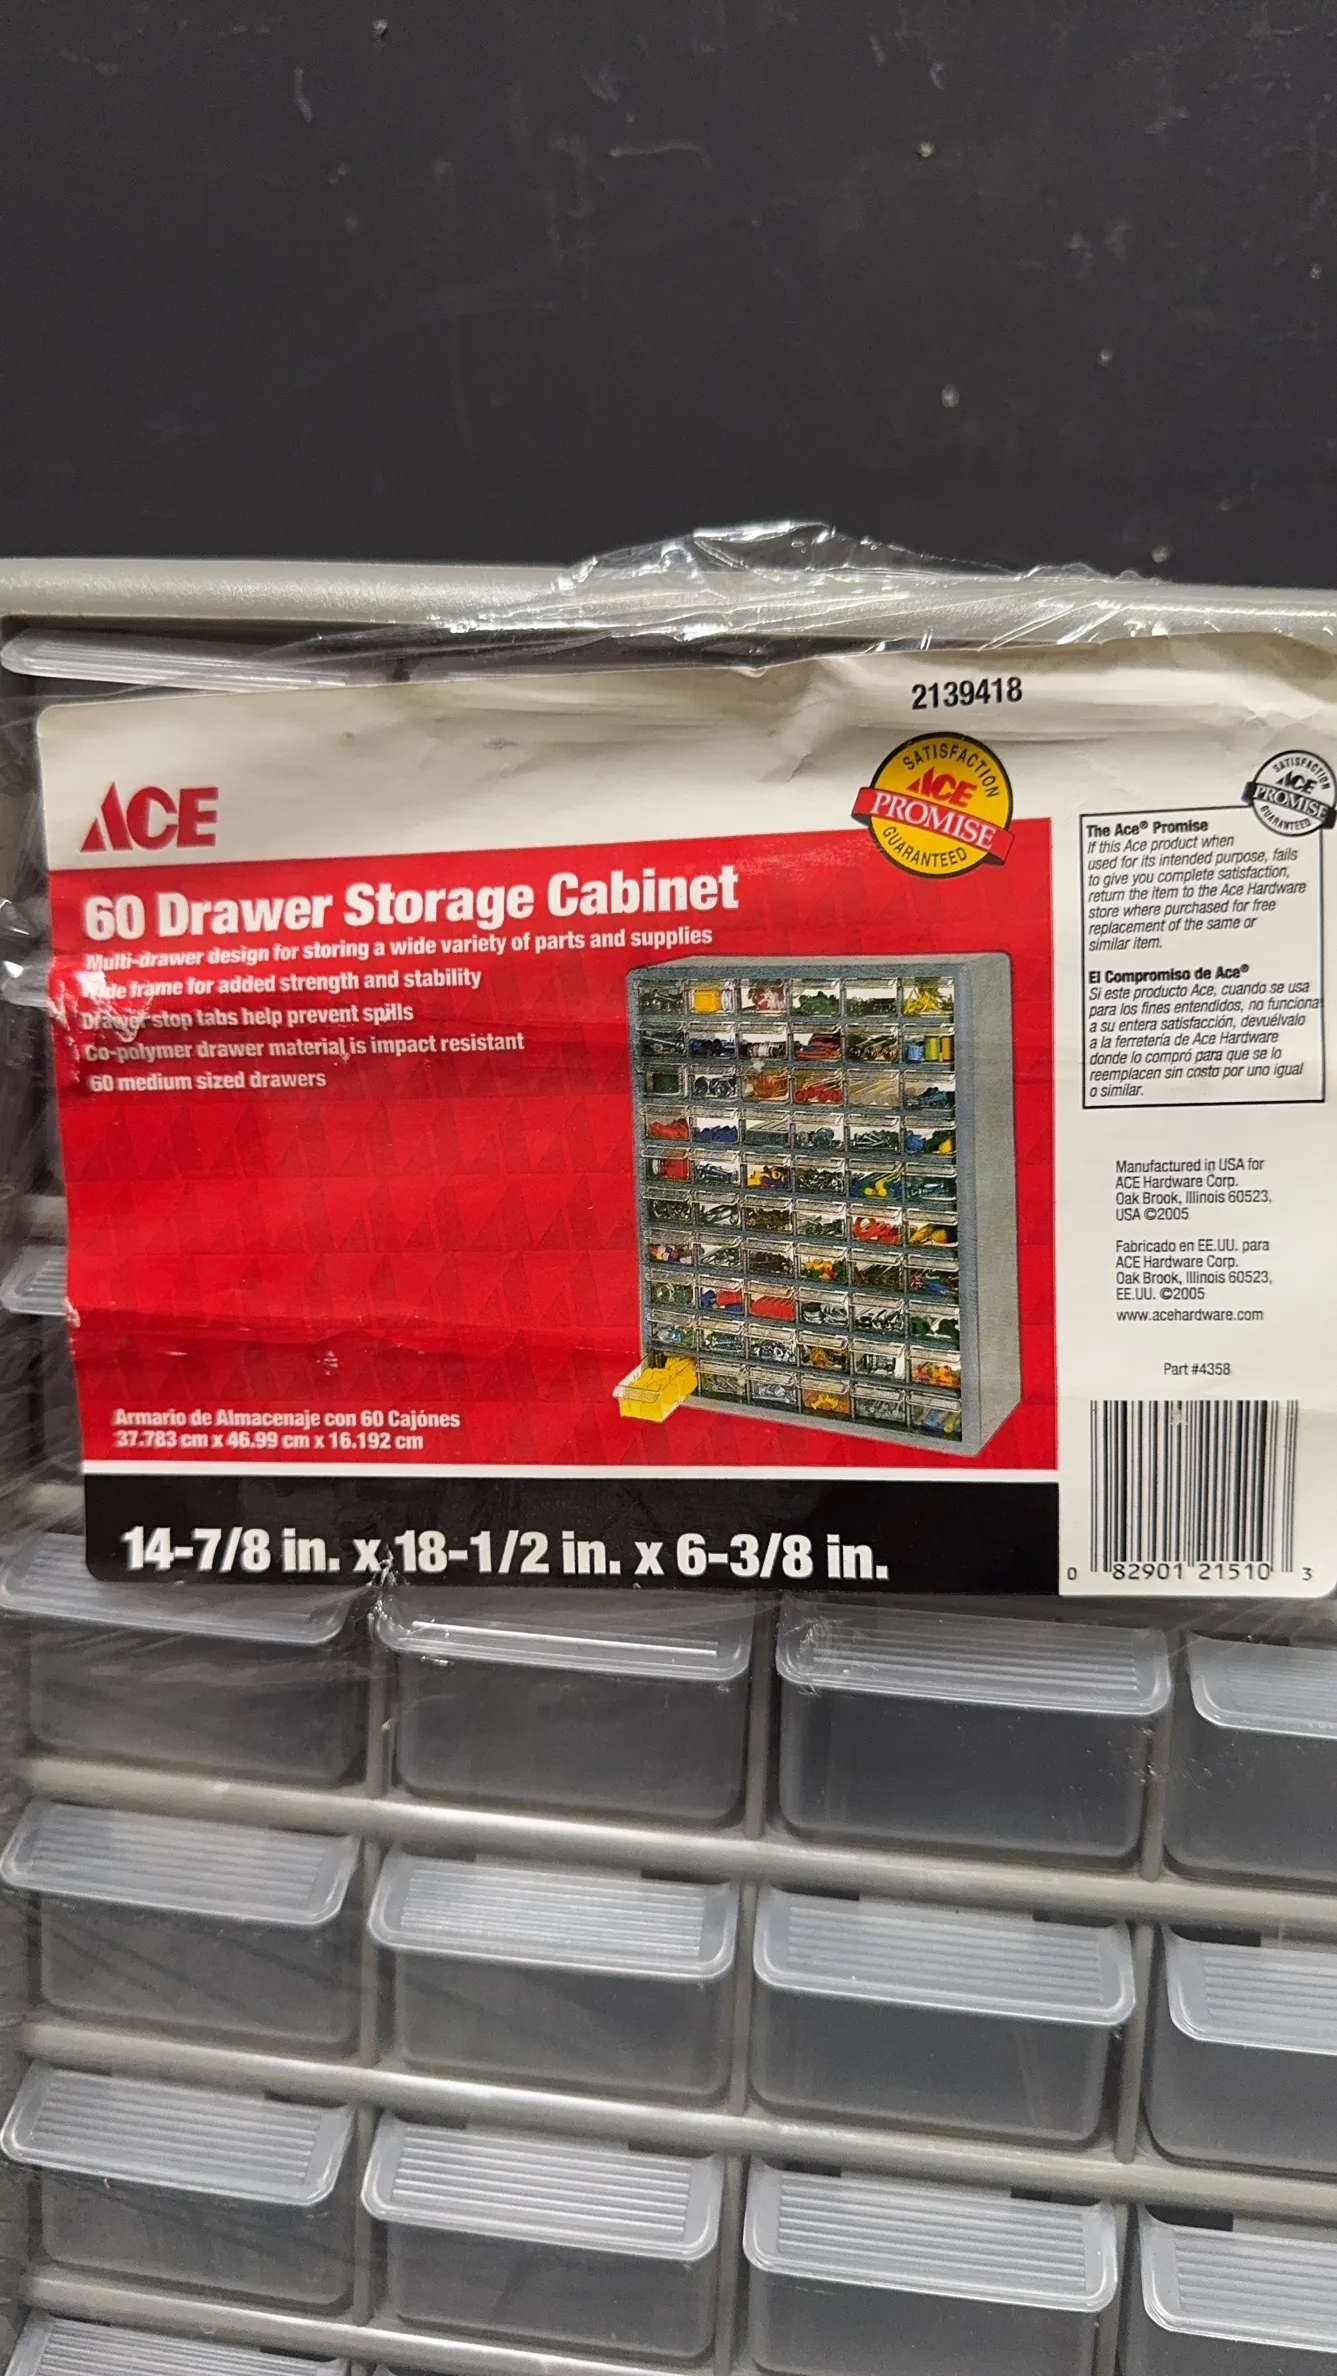 2139418
ACE
SATISFACTION
ACE
PROMISE
GUARANTEED
60 Drawer Storage Cabinet
Multi-drawer design for storing a wide variety of parts and supplies
Wide frame for added strength and stability
Drawer stop tabs help prevent spills
Co-polymer drawer material is impact resistant
60 medium sized drawers
Armario de Almacenaje con 60 Cajónes
37.783 cm x 46.99 cm x 16.192 cm
14-7/8 in. x 18-1/2 in. x 6-3/8 in.
SATISFACTION
ACE
PROMISE
GUARANTEED
The Ace® Promise
If this Ace product when
used for its intended purpose, fails
to give you complete satisfaction,
return the item to the Ace Hardware
store where purchased for free
replacement of the same or
similar item.
El Compromiso de Ace®
Si este producto Ace, cuando se usa
para los fines entendidos, no funciona
a su entera satisfacción, devuélvalo
a la ferretería de Ace Hardware
donde lo compró para que se lo
reemplacen sin costo por uno igual
o similar.
Manufactured in USA for
ACE Hardware Corp.
Oak Brook, Illinois 60523,
USA ©2005
Fabricado en EE.UU. para
ACE Hardware Corp.
Oak Brook, Illinois 60523,
EE.UU. ©2005
www.acehardware.com
Part #4358
0 82901 21510 3